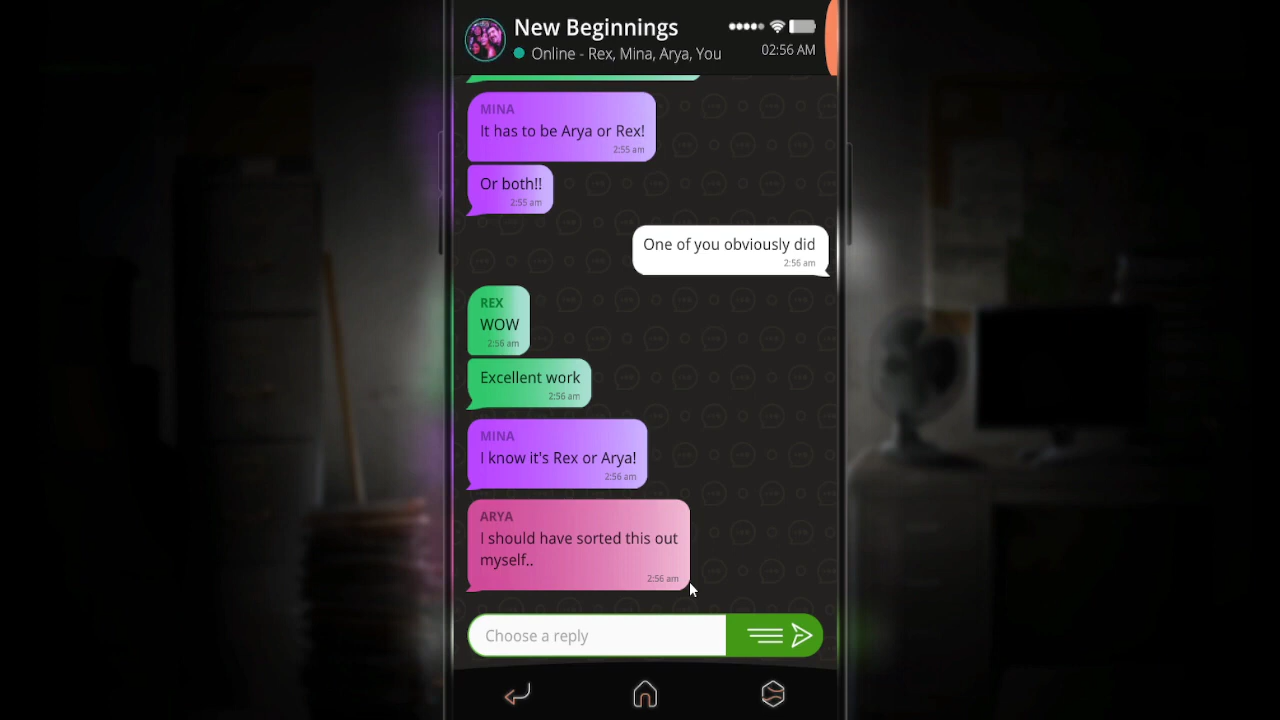 New Beginnings
Online - Rex, Mina, Arya, You
02:56 AM
MINA
It has to be Arya or Rex!
2:55 am
Or both!!
2:55 am
One of you obviously did
2:56 am
REX
WOW
2:56 am
Excellent work
2:56 am
MINA
I know it's Rex or Arya!
2:56 am
ARYA
I should have sorted this out
myself..
2:56 am
Choose a reply